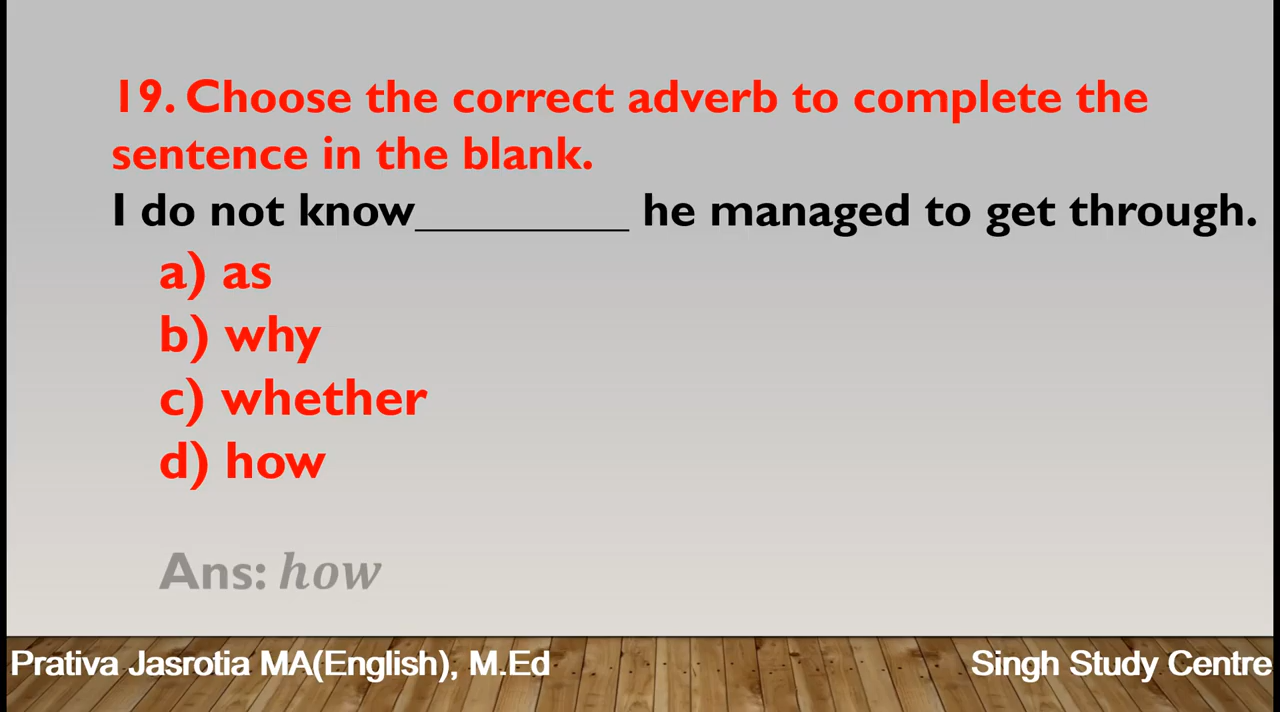 19. Choose the correct adverb to complete the
sentence in the blank.
I do not know_________ he managed to get through.
a) as
b) why
c) whether
d) how
Ans: how
Prativa Jasrotia MA(English), M.Ed
Singh Study Centre